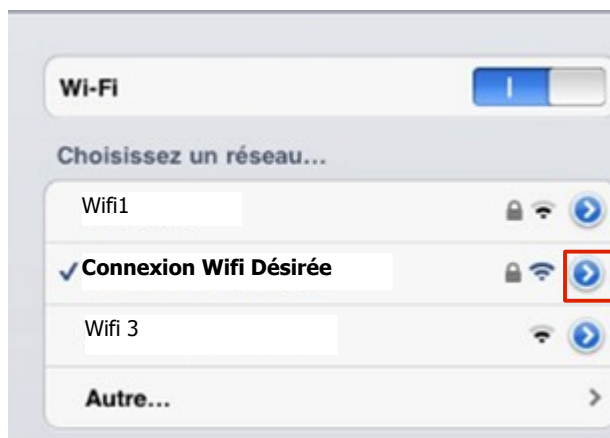 Wi-Fi
Choisissez un réseau...
Wifi1
Connexion Wifi Désirée
Wifi 3
Autre...